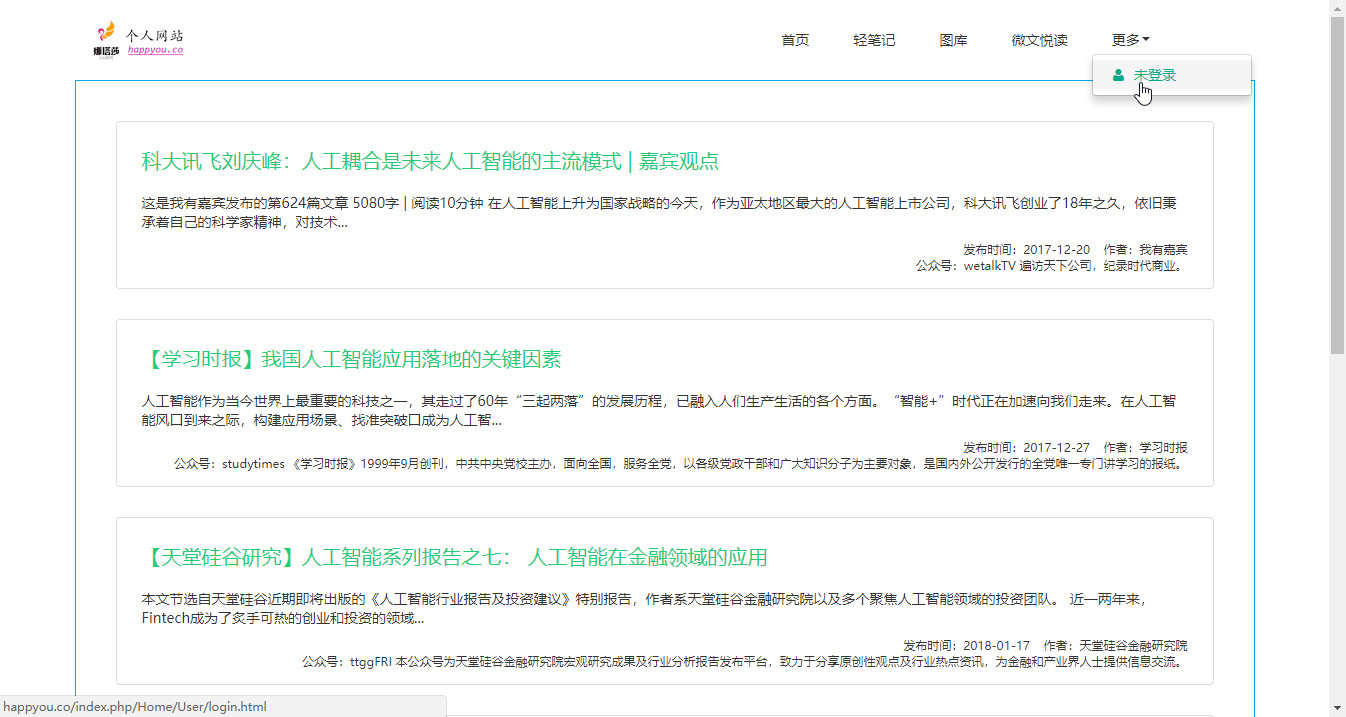 娜塔莎 个人网站
happyou.co
首页 轻笔记 图库 微文悦读 更多
未登录
科大讯飞刘庆峰：人工耦合是未来人工智能的主流模式 | 嘉宾观点
这是我有嘉宾发布的第624篇文章 5080字 | 阅读10分钟 在人工智能上升为国家战略的今天，作为亚太地区最大的人工智能上市公司，科大讯飞创业了18年之久，依旧秉
承着自己的科学家精神，对技术...
发布时间：2017-12-20 作者：我有嘉宾
公众号：wetalkTV 遍访天下公司，纪录时代商业。
【学习时报】我国人工智能应用落地的关键因素
人工智能作为当今世界上最重要的科技之一，其走过了60年“三起两落”的发展历程，已融入人们生产生活的各个方面。“智能+”时代正在加速向我们走来。在人工智
能风口到来之际，构建应用场景、找准突破口成为人工智...
发布时间：2017-12-27 作者：学习时报
公众号：studytimes 《学习时报》1999年9月创刊，中共中央党校主办，面向全国，服务全党，以各级党政干部和广大知识分子为主要对象，是国内外公开发行的全党唯一专门讲学习的报纸。
【天堂硅谷研究】人工智能系列报告之七： 人工智能在金融领域的应用
本文节选自天堂硅谷近期即将出版的《人工智能行业报告及投资建议》特别报告，作者系天堂硅谷金融研究院以及多个聚焦人工智能领域的投资团队。 近一两年来，
Fintech成为了炙手可热的创业和投资的领域...
发布时间：2018-01-17 作者：天堂硅谷金融研究院
公众号：ttggFRI 本公众号为天堂硅谷金融研究院宏观研究成果及行业分析报告发布平台，致力于分享原创性观点及行业热点资讯，为金融和产业界人士提供信息交流。
happyou.co/index.php/Home/User/login.html